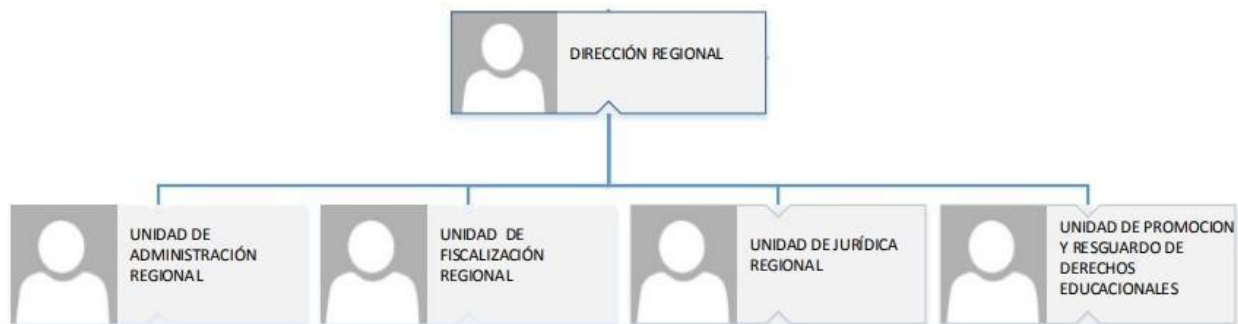 DIRECCIÓN REGIONAL
UNIDAD DE
ADMINISTRACIÓN
REGIONAL
UNIDAD DE
FISCALIZACIÓN
REGIONAL
UNIDAD DE JURÍDICA
REGIONAL
UNIDAD DE PROMOCION
Y RESGUARDO DE
DERECHOS
EDUCACIONALES